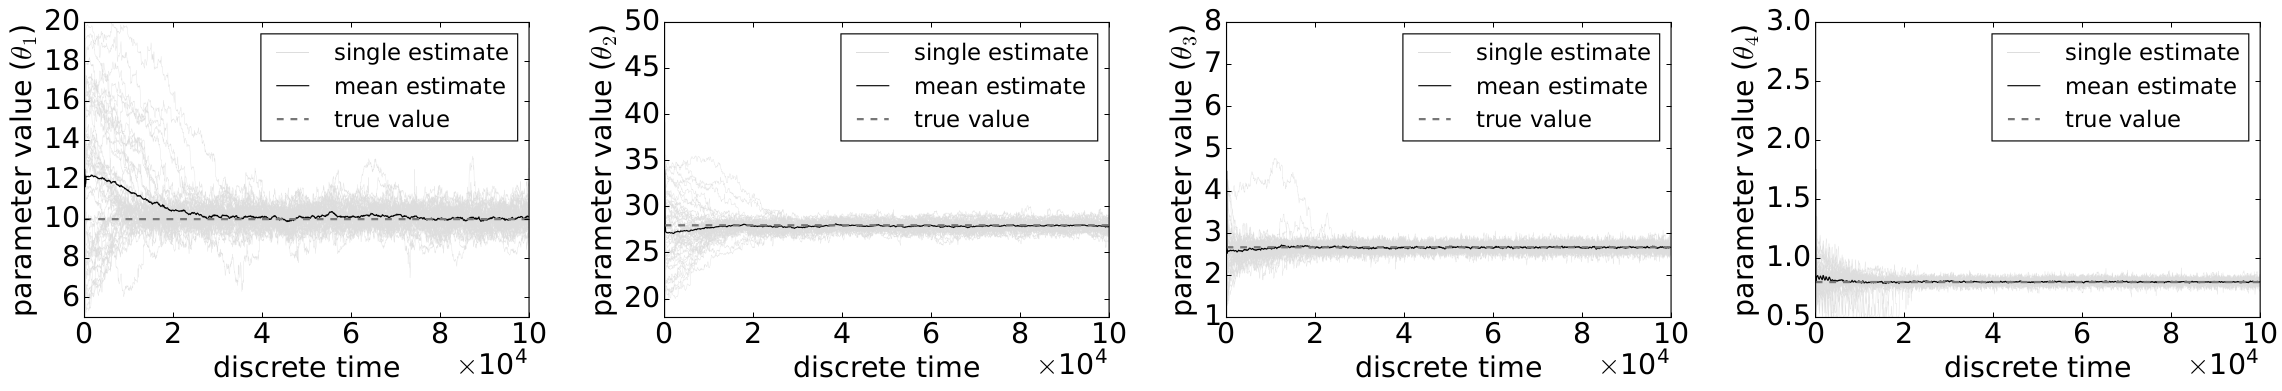 parameter value (θ1)
20
18
16
14
12
10
8
6
0 2 4 6 8 10
discrete time ×10^4
single estimate
mean estimate
true value
parameter value (θ2)
50
45
40
35
30
25
20
0 2 4 6 8 10
discrete time ×10^4
single estimate
mean estimate
true value
parameter value (θ3)
8
7
6
5
4
3
2
1
0 2 4 6 8 10
discrete time ×10^4
single estimate
mean estimate
true value
parameter value (θ4)
3.0
2.5
2.0
1.5
1.0
0.5
0 2 4 6 8 10
discrete time ×10^4
single estimate
mean estimate
true value